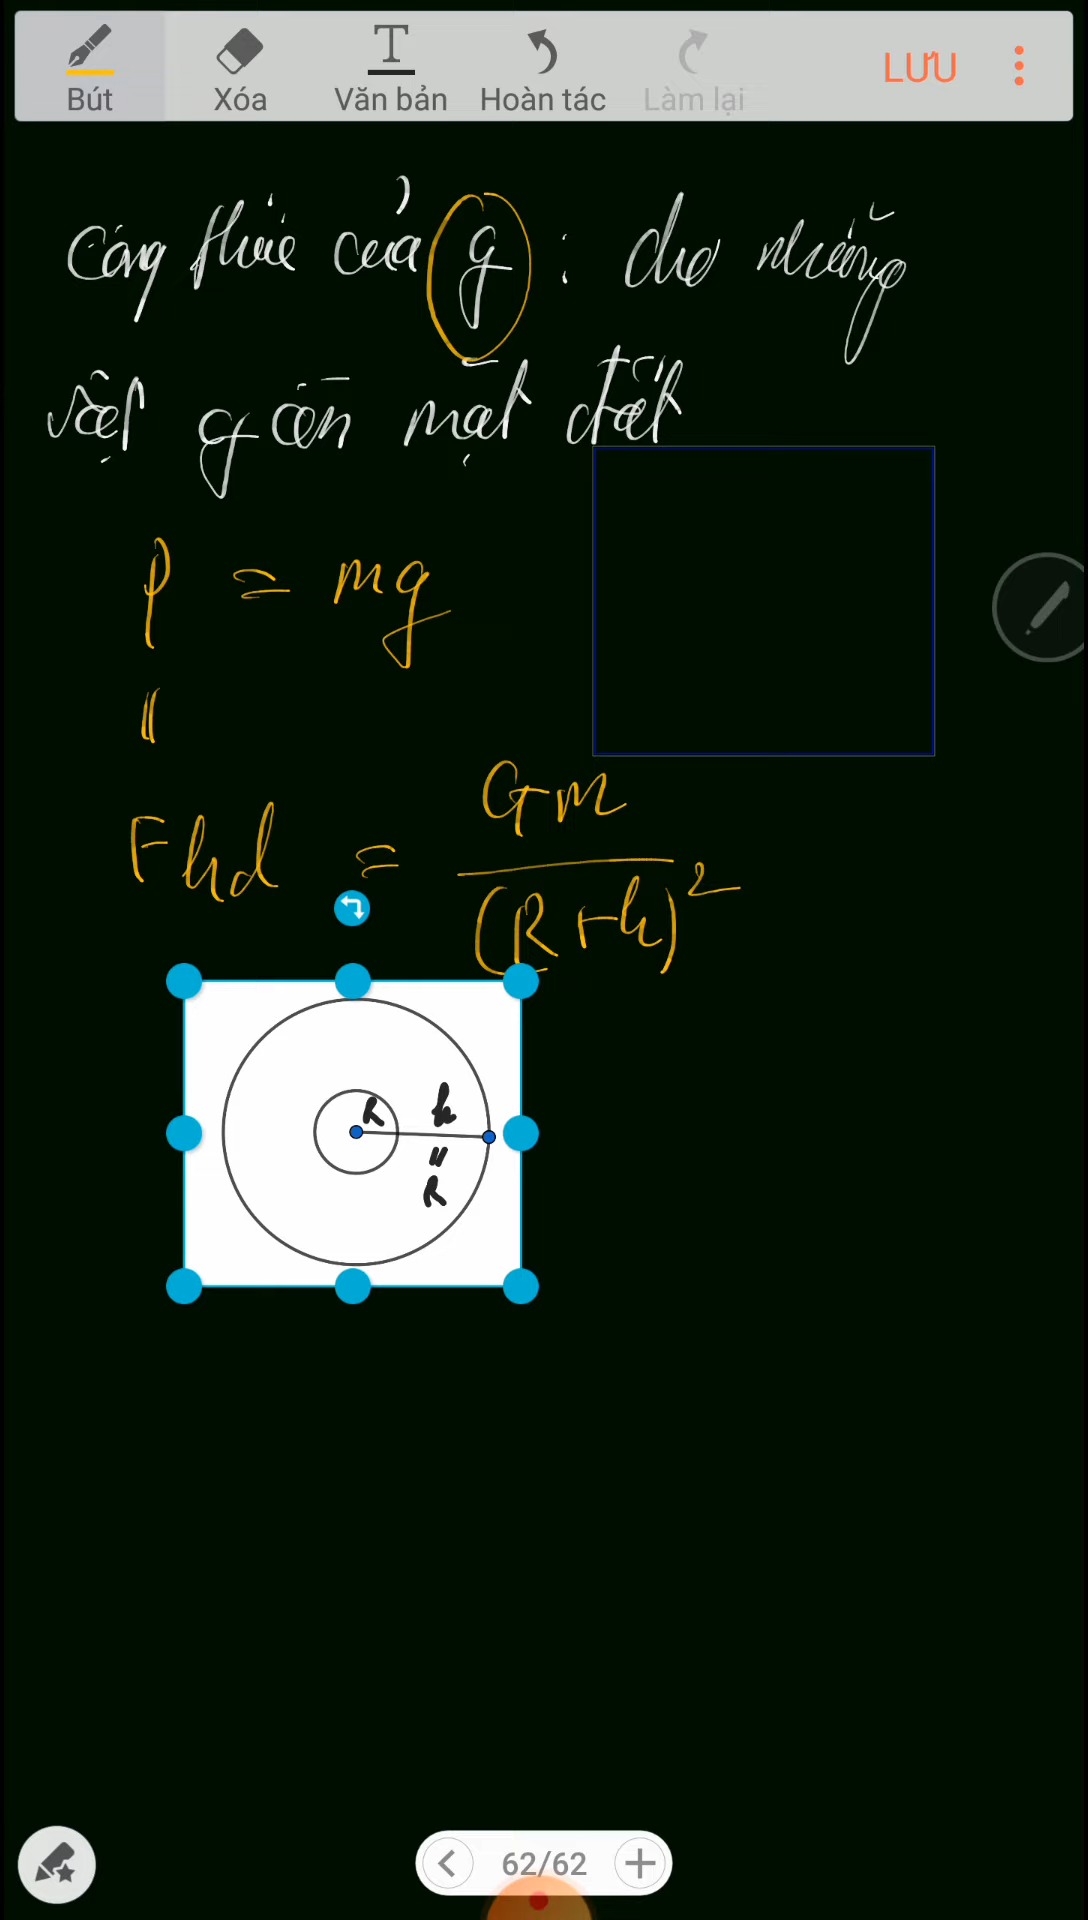 Bút Xóa Văn bản Hoàn tác Làm lại LƯU
Công thức của g : cho những
vật gần mặt đất
P = mg
"
Fhd = GM
(R+h)²
R h
"
R
62/62